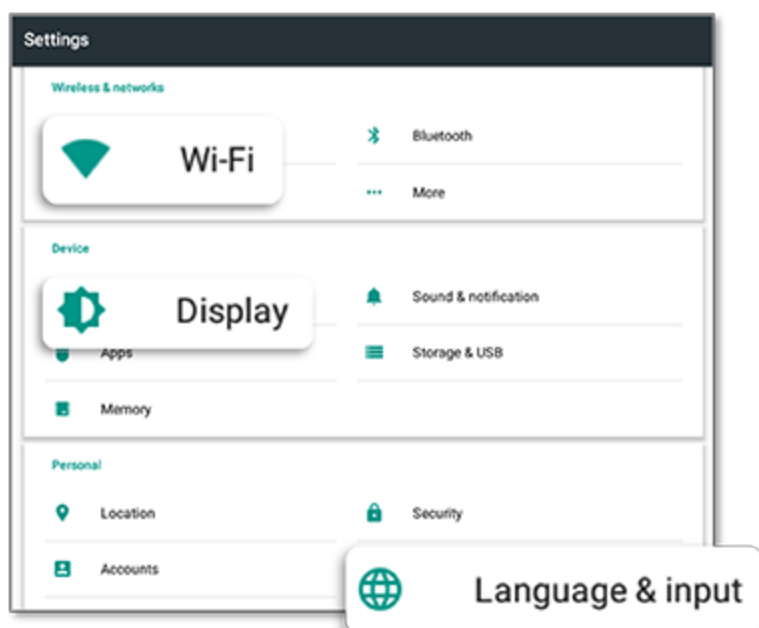 Settings
Wireless & networks
Wi-Fi
Bluetooth
More
Device
Display
Sound & notification
Apps
Storage & USB
Memory
Personal
Location
Security
Accounts
Language & input